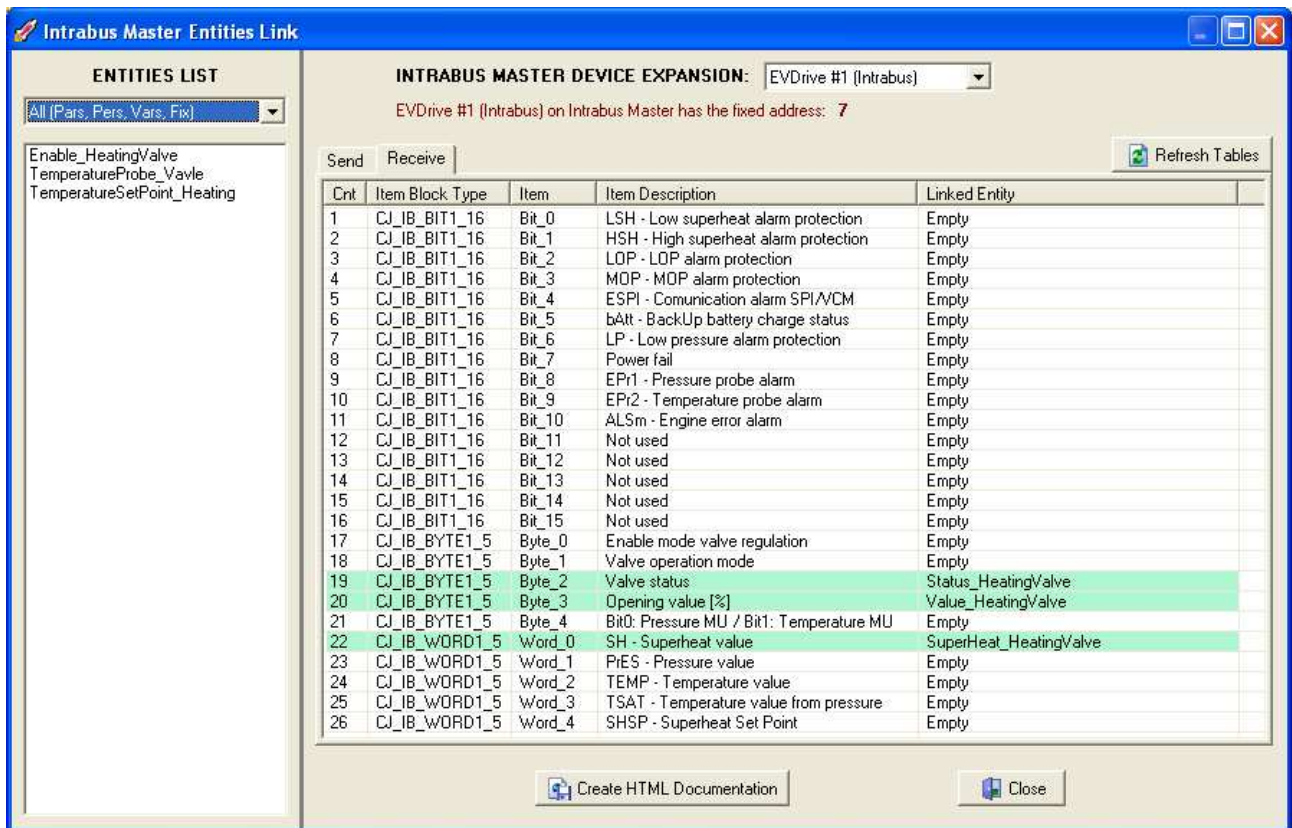 Intrabus Master Entities Link
ENTITIES LIST
All (Pars, Pers, Vars, Fix)
Enable_HeatingValve
TemperatureProbe_Vavle
TemperatureSetPoint_Heating
INTRABUS MASTER DEVICE EXPANSION: EVDrive #1 (Intrabus)
EVDrive #1 (Intrabus) on Intrabus Master has the fixed address: 7
Send Receive Refresh Tables
Cnt Item Block Type Item Item Description Linked Entity
1 CJ_IB_BIT1_16 Bit_0 LSH - Low superheat alarm protection Empty
2 CJ_IB_BIT1_16 Bit_1 HSH - High superheat alarm protection Empty
3 CJ_IB_BIT1_16 Bit_2 LOP - LOP alarm protection Empty
4 CJ_IB_BIT1_16 Bit_3 MOP - MOP alarm protection Empty
5 CJ_IB_BIT1_16 Bit_4 ESPI - Comunication alarm SPI/VCM Empty
6 CJ_IB_BIT1_16 Bit_5 bAtt - BackUp battery charge status Empty
7 CJ_IB_BIT1_16 Bit_6 LP - Low pressure alarm protection Empty
8 CJ_IB_BIT1_16 Bit_7 Power fail Empty
9 CJ_IB_BIT1_16 Bit_8 EPr1 - Pressure probe alarm Empty
10 CJ_IB_BIT1_16 Bit_9 EPr2 - Temperature probe alarm Empty
11 CJ_IB_BIT1_16 Bit_10 ALSm - Engine error alarm Empty
12 CJ_IB_BIT1_16 Bit_11 Not used Empty
13 CJ_IB_BIT1_16 Bit_12 Not used Empty
14 CJ_IB_BIT1_16 Bit_13 Not used Empty
15 CJ_IB_BIT1_16 Bit_14 Not used Empty
16 CJ_IB_BIT1_16 Bit_15 Not used Empty
17 CJ_IB_BYTE1_5 Byte_0 Enable mode valve regulation Empty
18 CJ_IB_BYTE1_5 Byte_1 Valve operation mode Empty
19 CJ_IB_BYTE1_5 Byte_2 Valve status Status_HeatingValve
20 CJ_IB_BYTE1_5 Byte_3 Opening value [%] Value_HeatingValve
21 CJ_IB_BYTE1_5 Byte_4 Bit0: Pressure MU / Bit1: Temperature MU Empty
22 CJ_IB_WORD1_5 Word_0 SH - Superheat value SuperHeat_HeatingValve
23 CJ_IB_WORD1_5 Word_1 PrES - Pressure value Empty
24 CJ_IB_WORD1_5 Word_2 TEMP - Temperature value Empty
25 CJ_IB_WORD1_5 Word_3 TSAT - Temperature value from pressure Empty
26 CJ_IB_WORD1_5 Word_4 SHSP - Superheat Set Point Empty
Create HTML Documentation Close